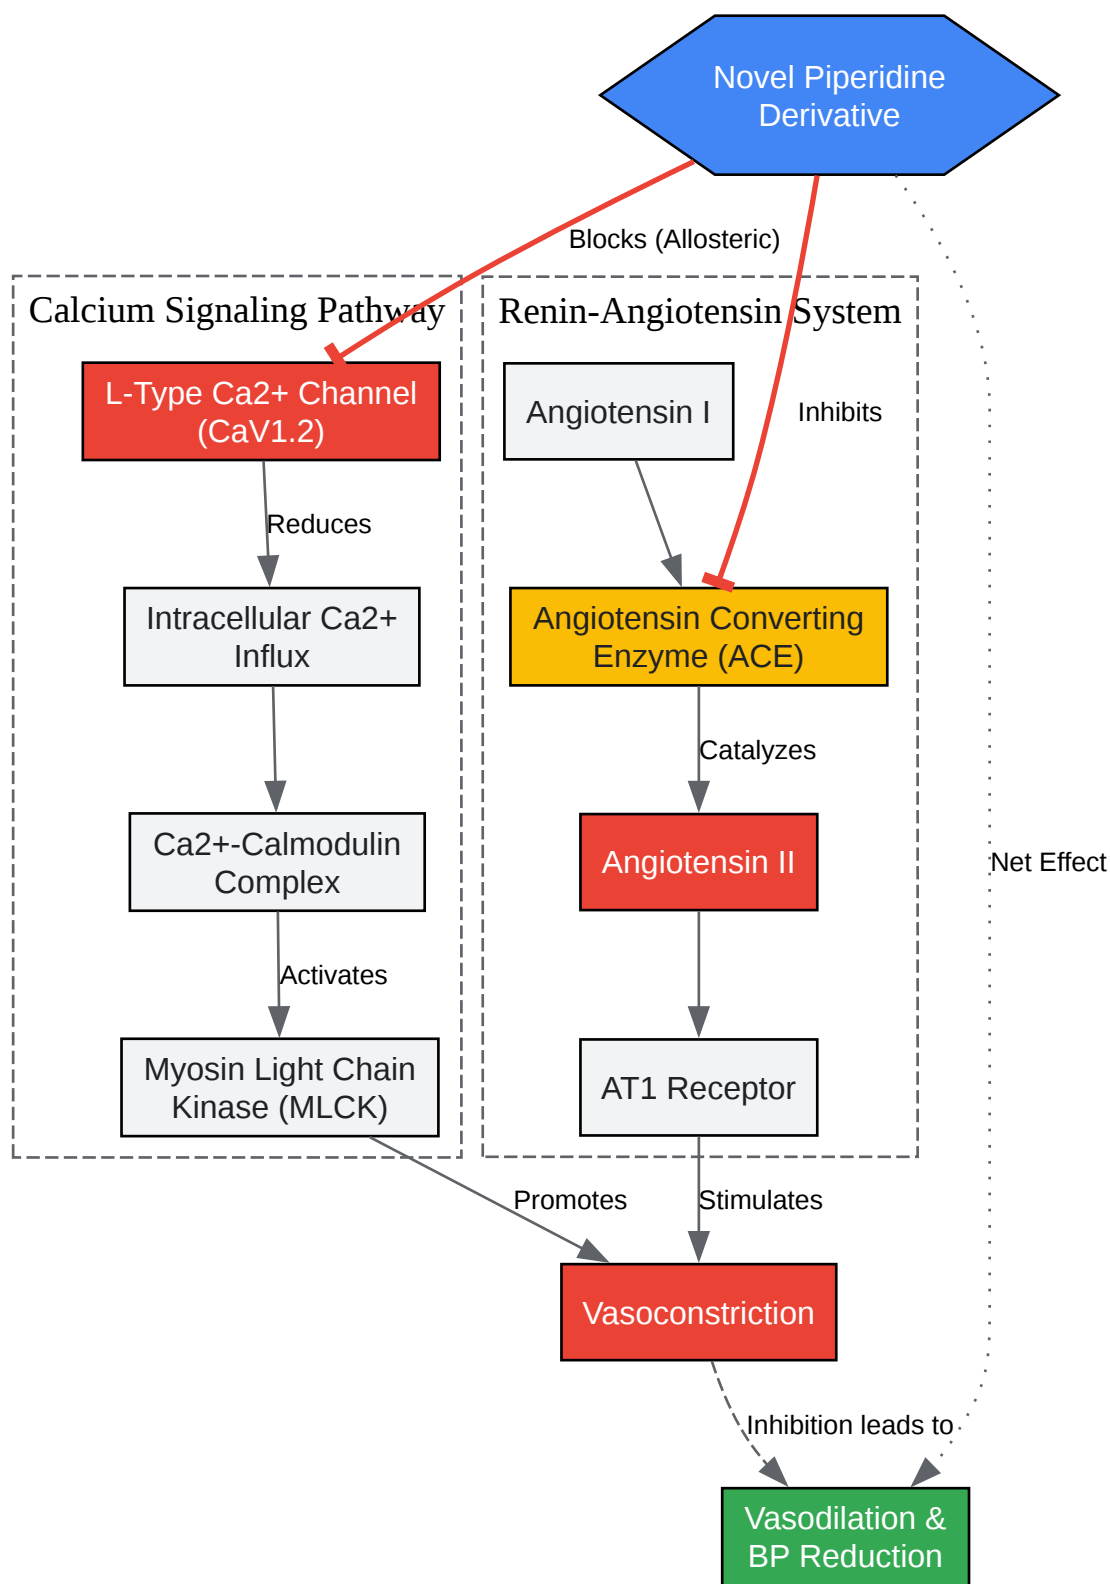 Novel Piperidine
Derivative
Blocks (Allosteric)
Calcium Signaling Pathway
Renin-Angiotensin System
L-Type Ca2+ Channel
(CaV1.2)
Angiotensin I
Inhibits
Reduces
Intracellular Ca2+
Influx
Angiotensin Converting
Enzyme (ACE)
Catalyzes
Ca2+-Calmodulin
Complex
Angiotensin II
Net Effect
Activates
Myosin Light Chain
Kinase (MLCK)
AT1 Receptor
Promotes
Stimulates
Vasoconstriction
Inhibition leads to
Vasodilation &
BP Reduction